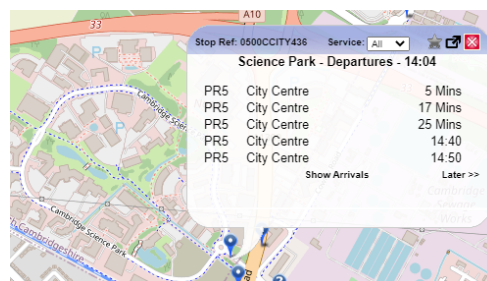 A10
33
Stop Ref: 0500CCITY436 Service: All
Science Park - Departures - 14:04
PR5 City Centre 5 Mins
PR5 City Centre 17 Mins
PR5 City Centre 25 Mins
PR5 City Centre 14:40
PR5 City Centre 14:50
Show Arrivals Later >>
P
Cambridge Science
P
Cambridge Science Park
Cambridgeshire
Cambridge
Sewage
Works
ad